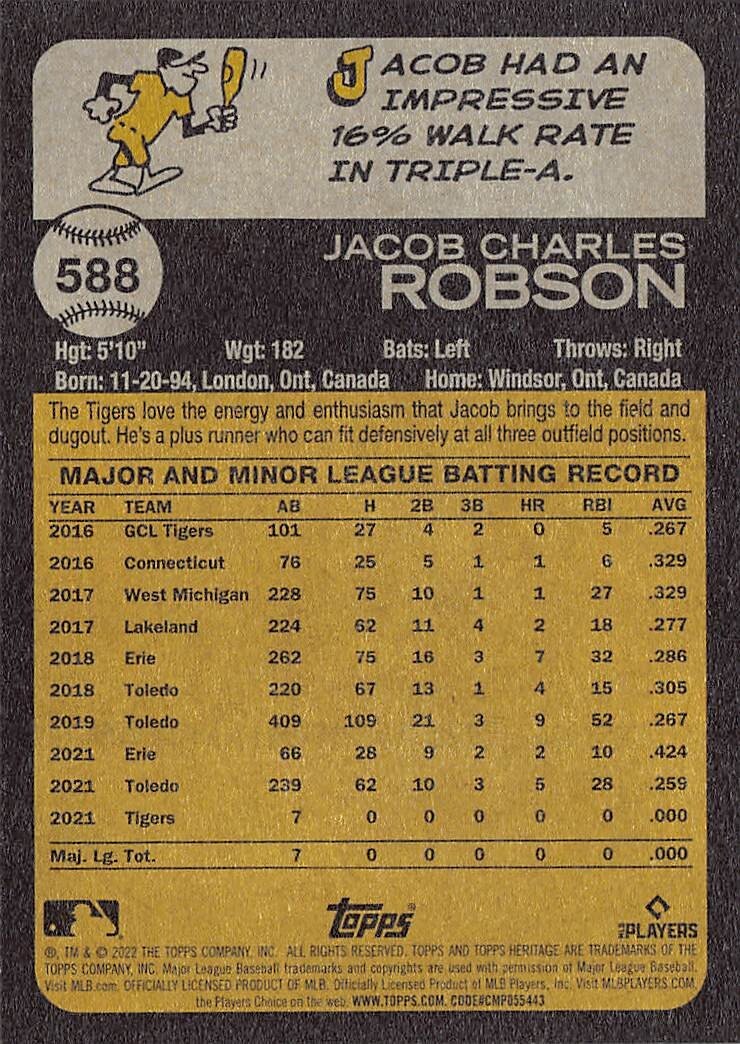 JACOB HAD AN
IMPRESSIVE
16% WALK RATE
IN TRIPLE-A.
588
JACOB CHARLES
ROBSON
Hgt: 5'10" Wgt: 182 Bats: Left Throws: Right
Born: 11-20-94, London, Ont, Canada Home: Windsor, Ont, Canada
The Tigers love the energy and enthusiasm that Jacob brings to the field and
dugout. He's a plus runner who can fit defensively at all three outfield positions.
MAJOR AND MINOR LEAGUE BATTING RECORD
YEAR TEAM AB H 2B 3B HR RBI AVG
2016 GCL Tigers 101 27 4 2 0 5 .267
2016 Connecticut 76 25 5 1 1 6 .329
2017 West Michigan 228 75 10 1 1 27 .329
2017 Lakeland 224 62 11 4 2 18 .277
2018 Erie 262 75 16 3 7 32 .286
2018 Toledo 220 67 13 1 4 15 .305
2019 Toledo 409 109 21 3 9 52 .267
2021 Erie 66 28 9 2 2 10 .424
2021 Toledo 239 62 10 3 5 28 .259
2021 Tigers 7 0 0 0 0 0 .000
Maj. Lg. Tot. 7 0 0 0 0 0 .000
Topps®
MLB PLAYERS
®, TM & © 2022 THE TOPPS COMPANY, INC. ALL RIGHTS RESERVED. TOPPS AND TOPPS HERITAGE ARE TRADEMARKS OF THE
TOPPS COMPANY, INC. Major League Baseball trademarks and copyrights are used with permission of Major League Baseball.
Visit MLB.com. OFFICIALLY LICENSED PRODUCT OF MLB. Officially Licensed Product of MLB Players, Inc. Visit MLBPLAYERS.COM,
the Players Choice on the web. WWW.TOPPS.COM. CODE#CMP055443